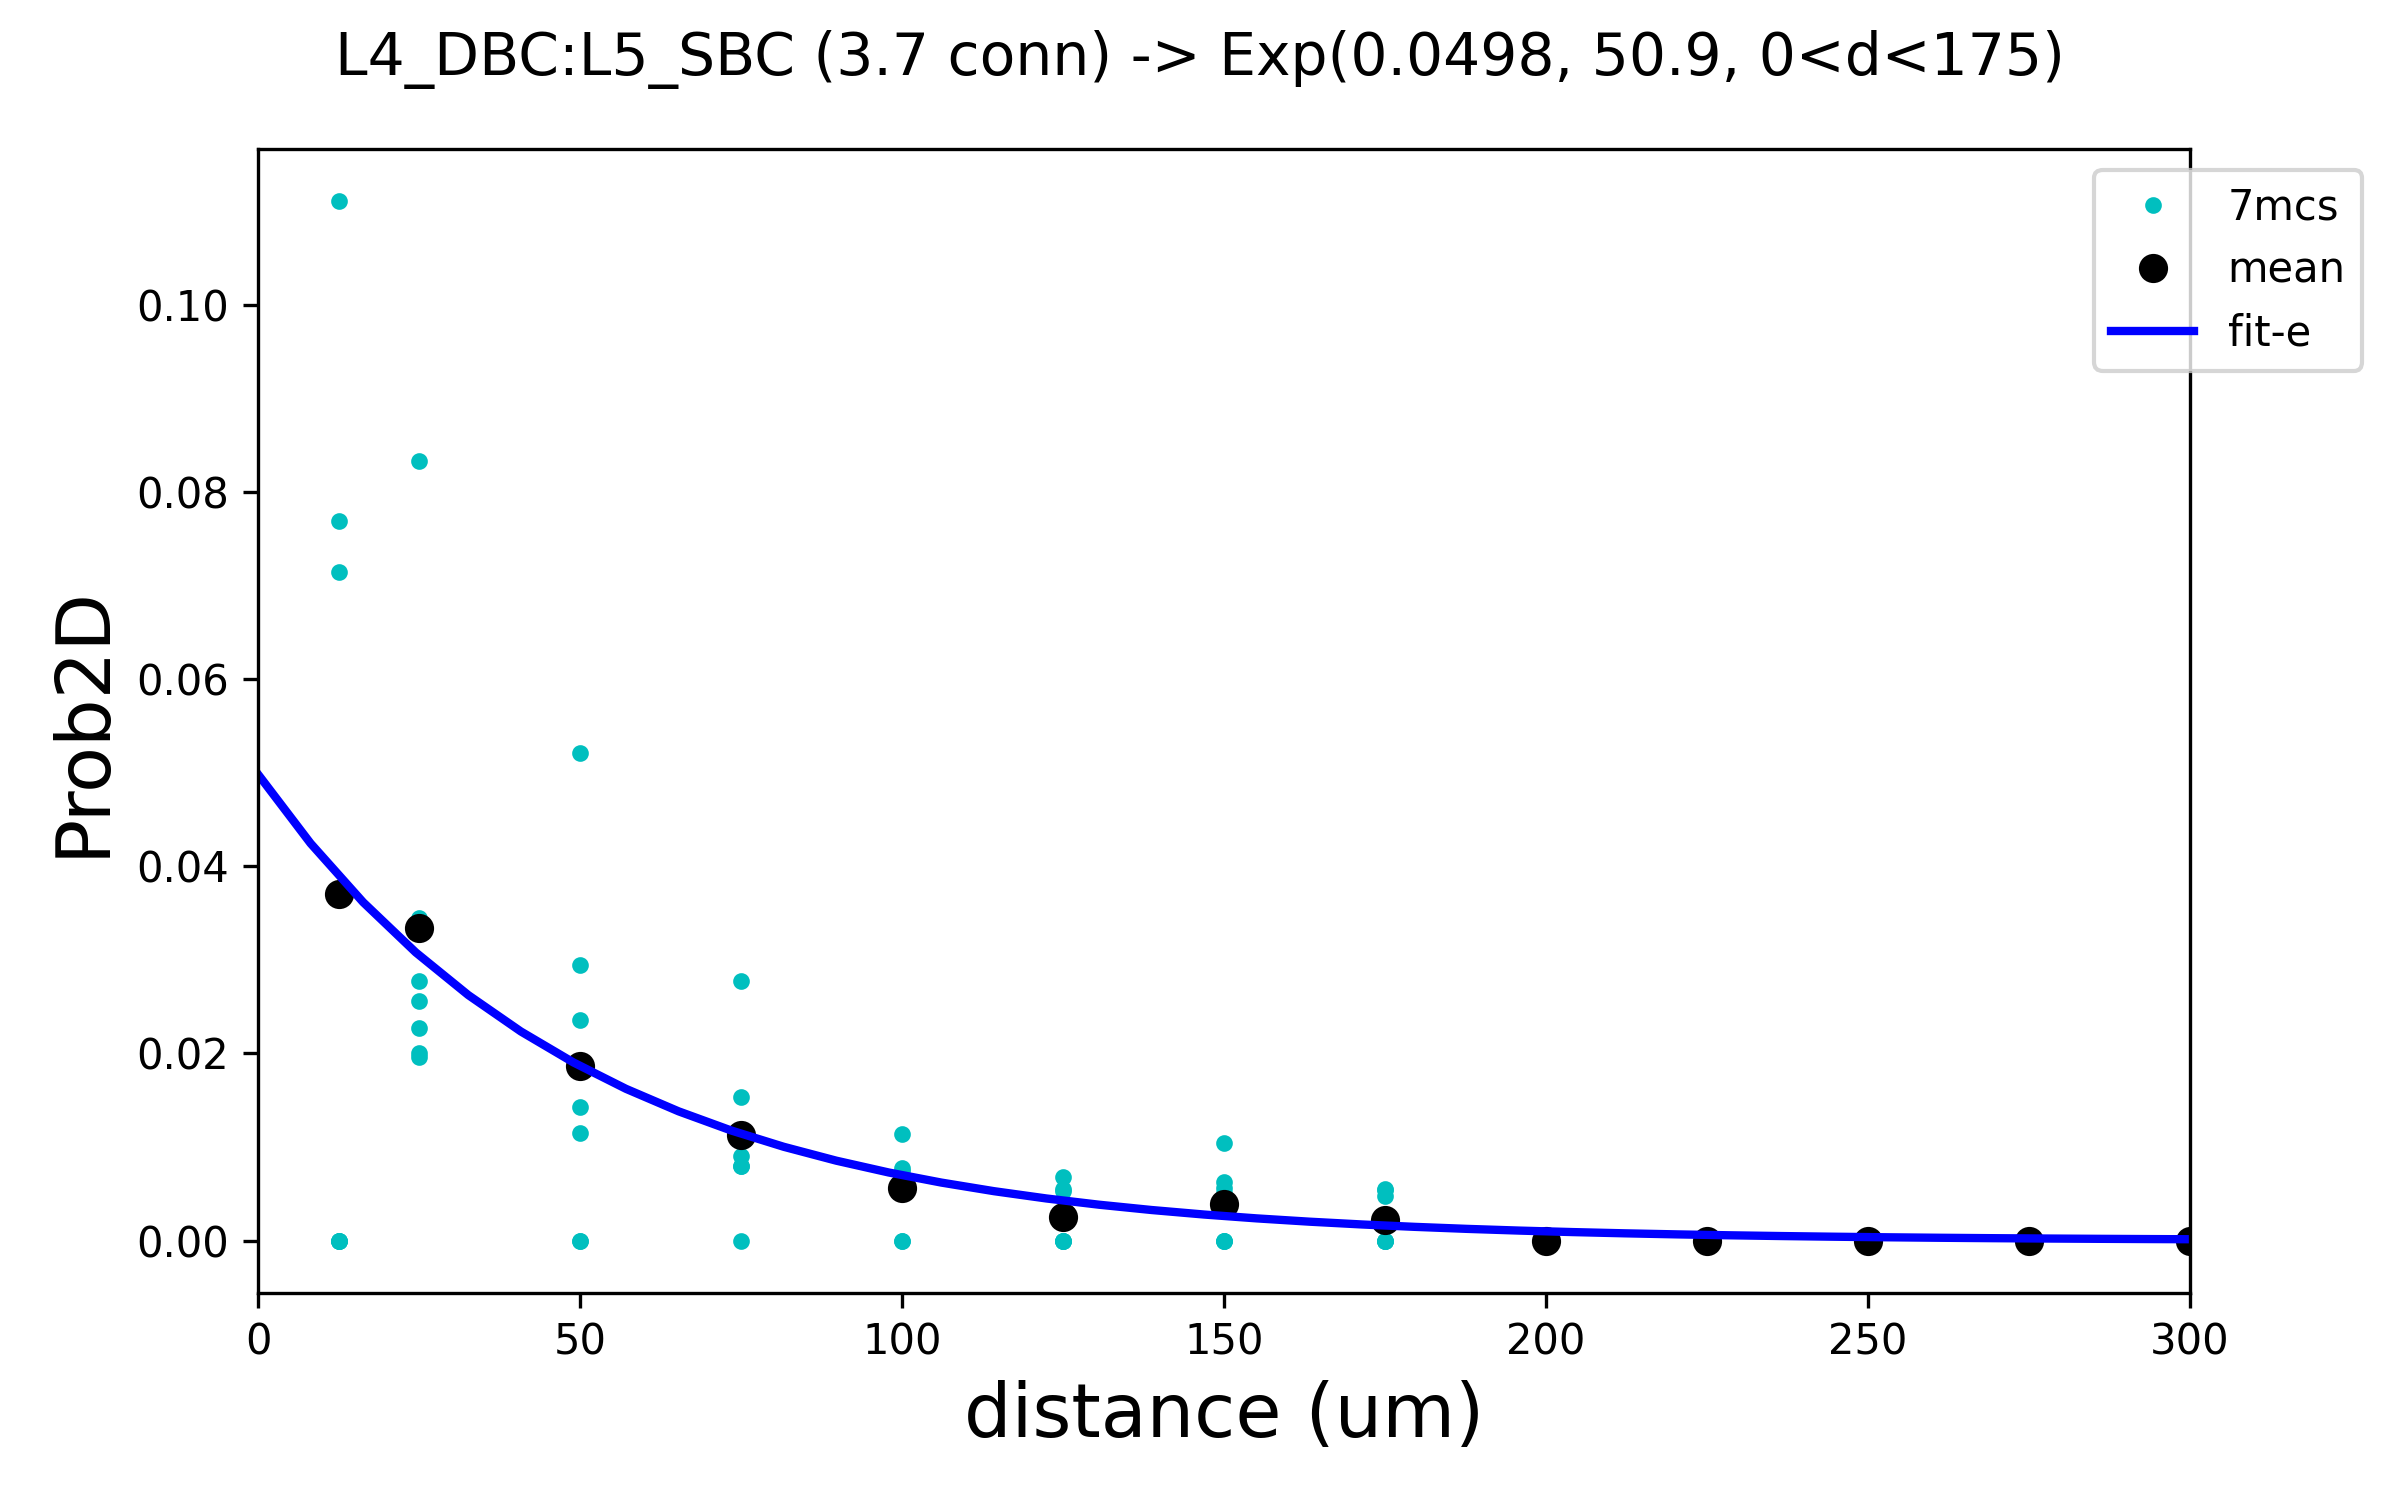 L4_DBC:L5_SBC (3.7 conn) -> Exp(0.0498, 50.9, 0<d<175)
7mcs
mean
fit-e
Prob2D
0.10
0.08
0.06
0.04
0.02
0.00
0 50 100 150 200 250 300
distance (um)